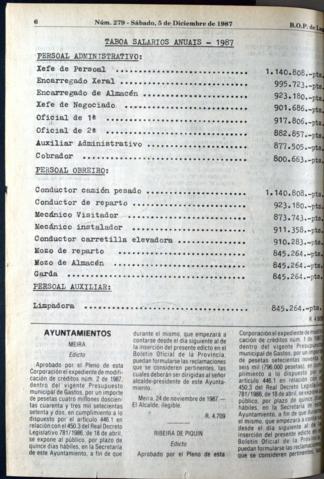 6 Núm. 279 - Sábado, 5 de Diciembre de 1987 B.O.P. de Lu
TABOA SALARIOS ANUAIS - 1987
PERSOAL ADMINISTRATIVO:
Xefe de Persoal .................... 1.140.808.-pts.
Encargado Xeral .................... 995.723.-pts.
Encargado de Almacén .................... 923.180.-pts.
Xefe de Negociado .................... 901.686.-pts.
Oficial de 1ª .................... 917.806.-pts.
Oficial de 2ª .................... 882.857.-pts.
Auxiliar Administrativo .................... 877.505.-pts.
Cobrador .................... 800.663.-pts.
PERSOAL OBREIRO:
Conductor camión pesado .................... 1.140.808.-pts.
Conductor de reparto .................... 923.180.-pts.
Mecánico Visitador .................... 873.743.-pts.
Mecánico instalador .................... 911.358.-pts.
Conductor carretilla elevadora .................... 910.283.-pts.
Mozo de reparto .................... 845.264.-pts.
Mozo de Almacén .................... 845.264.-pts.
Garda .................... 845.264.-pts.
PERSOAL AUXILIAR:
Limpadora .................... 845.264.-pts.
AYUNTAMIENTOS
MEIRA
Edicto
Aprobado por el Pleno de esta
Corporación el expediente de modifi-
cación de créditos núm. 2 de 1987,
dentro del vigente Presupuesto
municipal de Gastos, por un importe
de pesetas cuatro millones doscien-
tas cuarenta y tres mil seiscientas
setenta y dos, en cumplimiento a lo
dispuesto por el artículo 446.1 en
relación con el 450.3 del Real Decreto
Legislativo 781/1986, de 18 de abril,
se expone al público, por plazo de
quince días hábiles, en la Secretaría
de este Ayuntamiento, a fin de que
durante el mismo, que empezará a
contarse desde el día siguiente al de
la inserción del presente edicto en el
Boletín Oficial de la Provincia,
puedan formularse las reclamaciones
que se consideren pertinentes, las
cuales deberán ser dirigidas al señor
alcalde-presidente de este Ayunta-
miento.
Meira, 24 de noviembre de 1987.—
El Alcalde, ilegible.
R. 4.709
RIBEIRA DE PIQUIN
Edicto
Aprobado por el Pleno de esta
Corporación el expediente de
cación de créditos núm. 1 de
dentro del vigente Presupuesto
municipal de Gastos, por un
de pesetas setecientas noventa
seis mil (796.000 pesetas), en
plimiento a lo dispuesto por
artículo 446.1 en relación con
450.3 del Real Decreto Legislativo
781/1986, de 18 de abril, se
al público, por plazo de quince
hábiles, en la Secretaría de
Ayuntamiento, a fin de que
el mismo, que empezará a
desde el día siguiente al de
inserción del presente edicto
Boletín Oficial de la Provincia
puedan formularse las reclamaciones
que se consideren pertinentes,